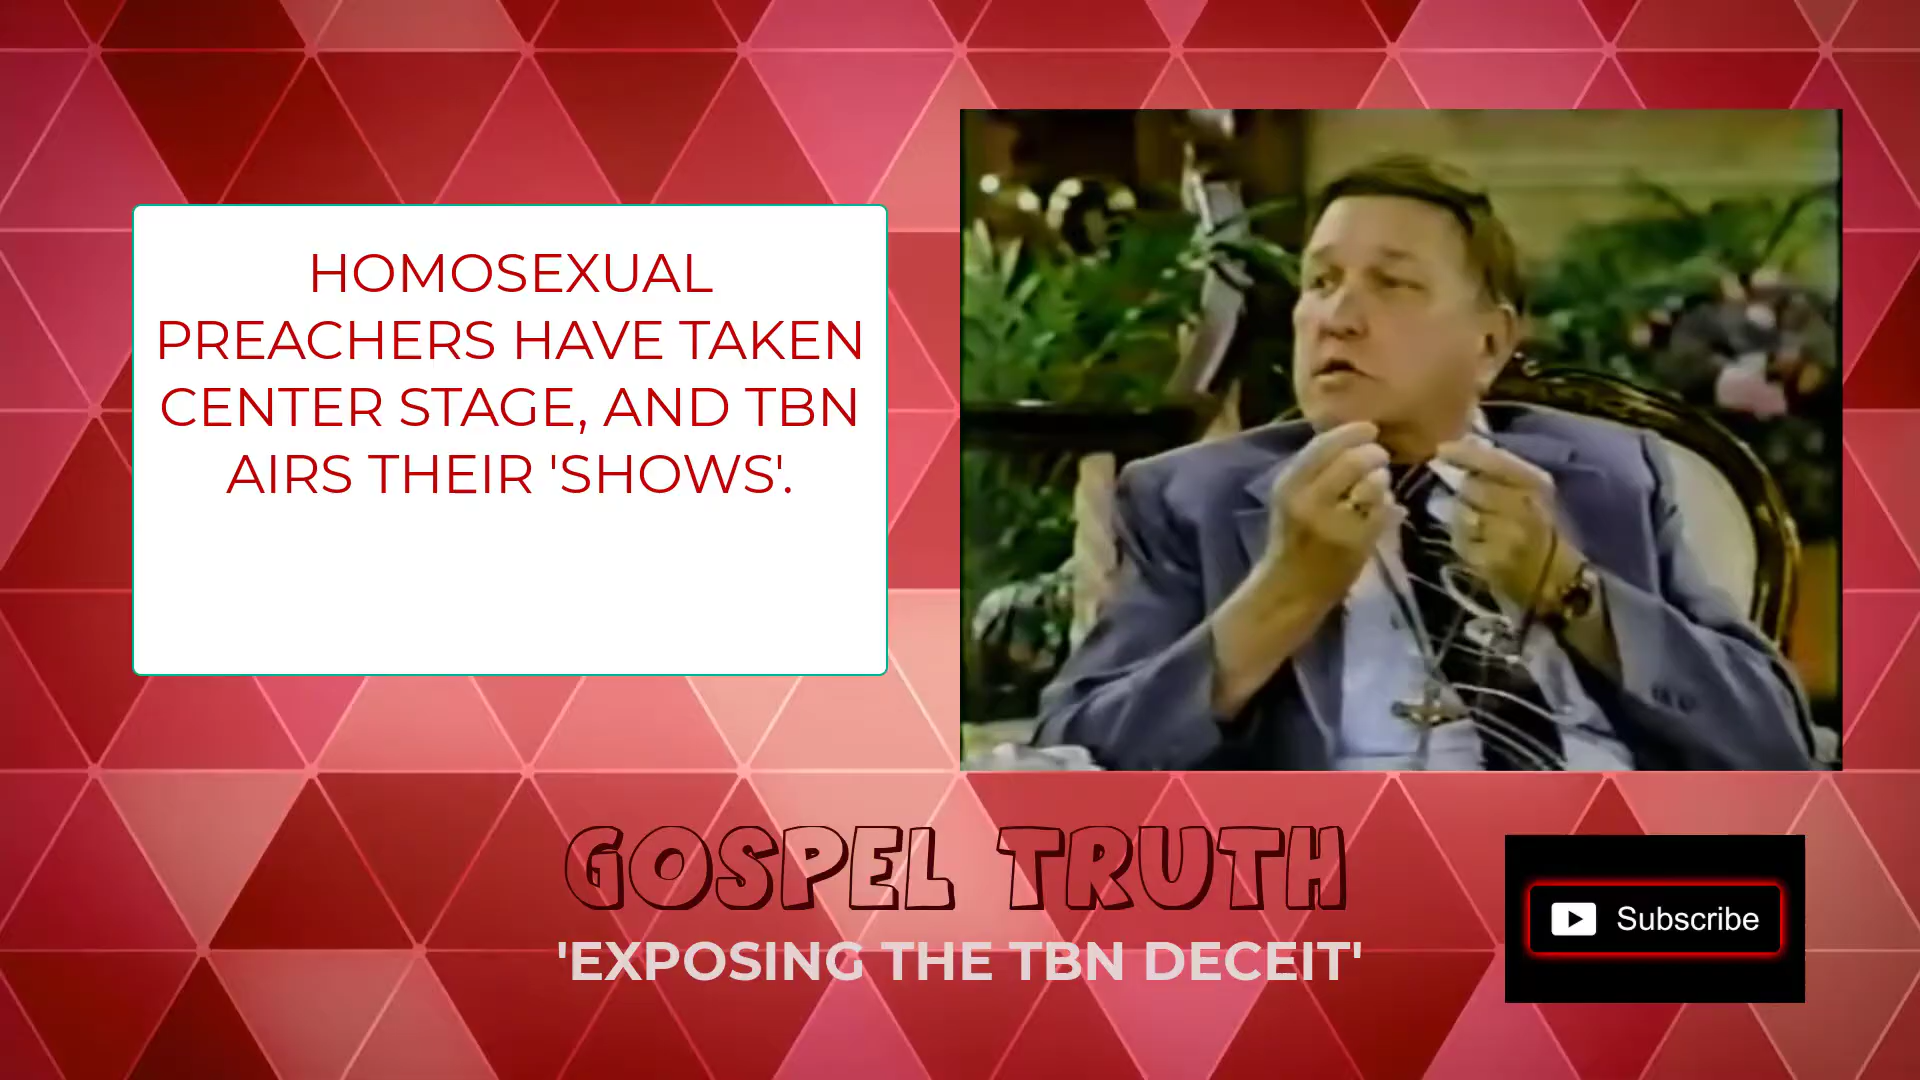 HOMOSEXUAL
PREACHERS HAVE TAKEN
CENTER STAGE, AND TBN
AIRS THEIR 'SHOWS'.
GOSPEL TRUTH
'EXPOSING THE TBN DECEIT'
Subscribe